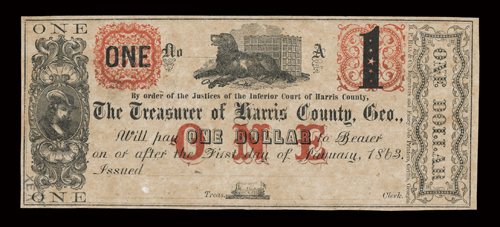 ONE
ONE No A 1
By order of the Justices of the Inferior Court of Harris County,
The Treasurer of Harris County, Geo.,
Will pay ONE DOLLAR to Bearer
ONE
on or after the First Day of January, 1863.
Issued
Treas. Clerk.
ONE
ONE DOLLAR